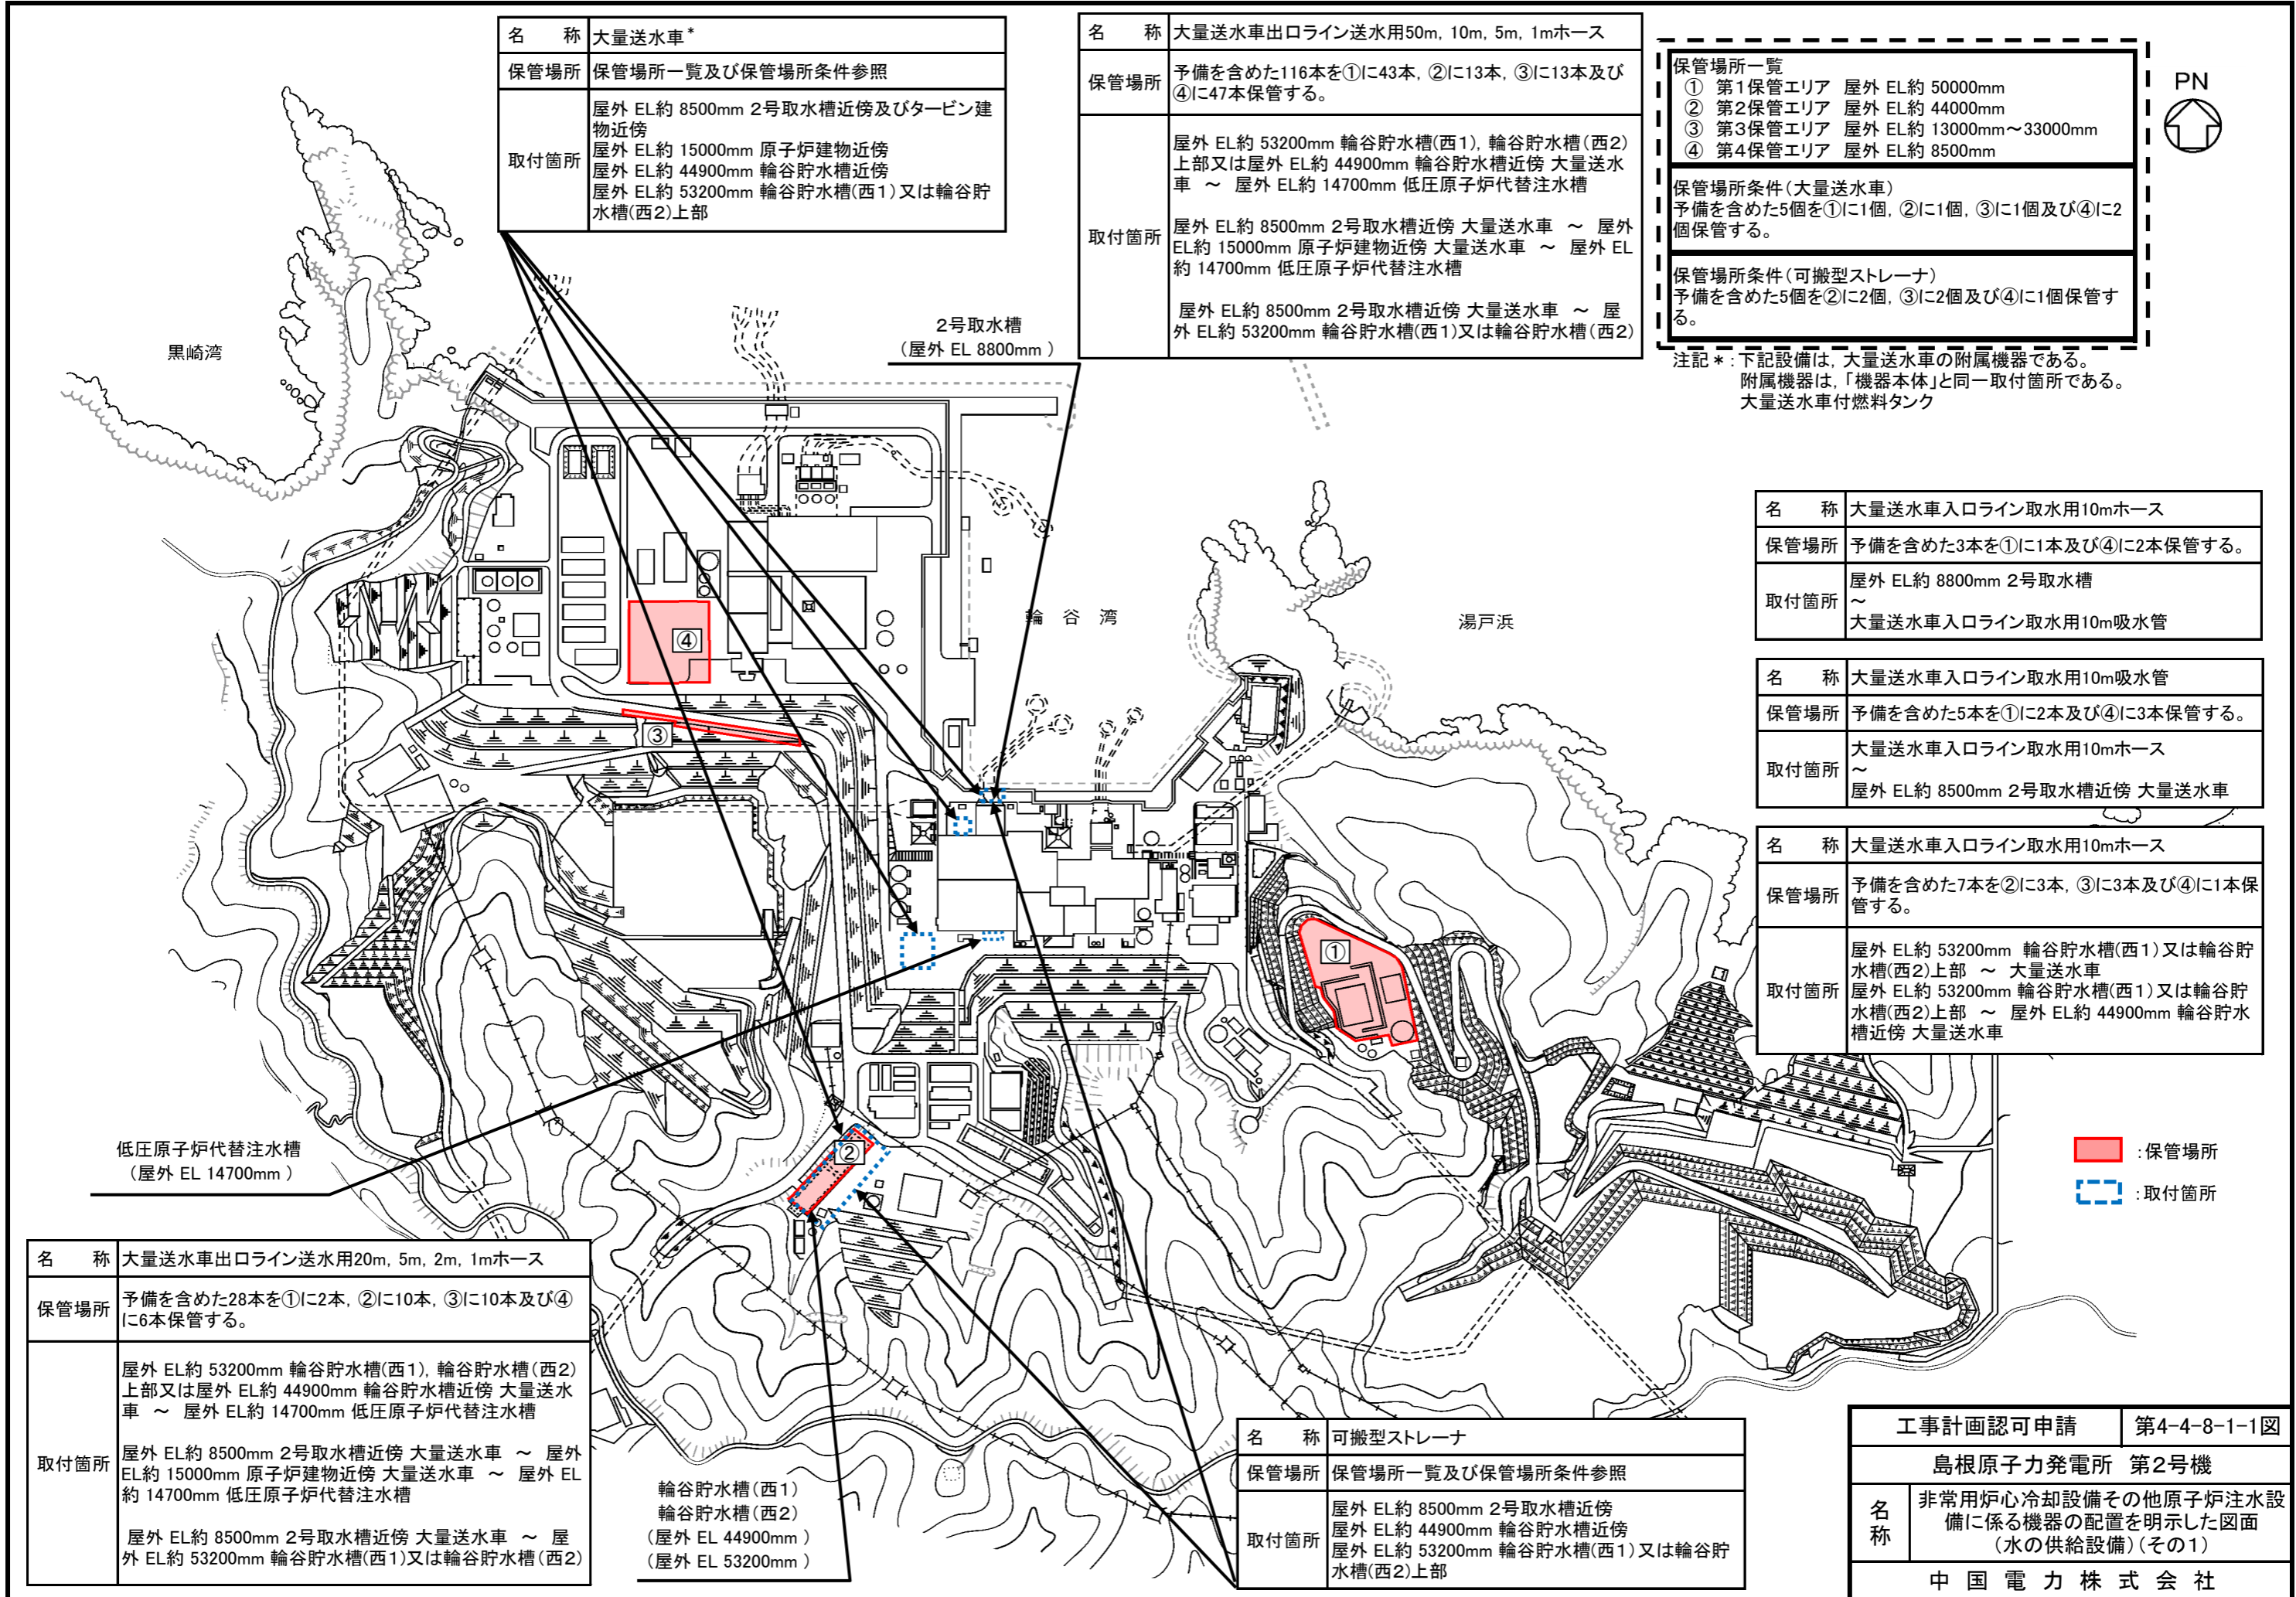 名　称 大量送水車*
保管場所 保管場所一覧及び保管場所条件参照
取付箇所
屋外 EL約 8500mm 2号取水槽近傍及びタービン建
物近傍
屋外 EL約 15000mm 原子炉建物近傍
屋外 EL約 44900mm 輪谷貯水槽近傍
屋外 EL約 53200mm 輪谷貯水槽(西1)又は輪谷貯
水槽(西2)上部
名　称 大量送水車出口ライン送水用50m, 10m, 5m, 1mホース
保管場所
予備を含めた116本を①に43本, ②に13本, ③に13本及び
④に47本保管する。
取付箇所
屋外 EL約 53200mm 輪谷貯水槽(西1), 輪谷貯水槽(西2)
上部又は屋外 EL約 44900mm 輪谷貯水槽近傍 大量送水
車 ～ 屋外 EL約 14700mm 低圧原子炉代替注水槽
屋外 EL約 8500mm 2号取水槽近傍 大量送水車 ～ 屋外
EL約 15000mm 原子炉建物近傍 大量送水車 ～ 屋外 EL
約 14700mm 低圧原子炉代替注水槽
屋外 EL約 8500mm 2号取水槽近傍 大量送水車 ～ 屋
外 EL約 53200mm 輪谷貯水槽(西1)又は輪谷貯水槽(西2)
保管場所一覧
① 第1保管エリア 屋外 EL約 50000mm
② 第2保管エリア 屋外 EL約 44000mm
③ 第3保管エリア 屋外 EL約 13000mm～33000mm
④ 第4保管エリア 屋外 EL約 8500mm
保管場所条件(大量送水車)
予備を含めた5個を①に1個, ②に1個, ③に1個及び④に2
個保管する。
保管場所条件(可搬型ストレーナ)
予備を含めた5個を②に2個, ③に2個及び④に1個保管す
る。
PN
注記*:下記設備は, 大量送水車の附属機器である。
附属機器は, 「機器本体」と同一取付箇所である。
大量送水車付燃料タンク
黒崎湾
2号取水槽
(屋外 EL 8800mm )
輪谷湾
湯戸浜
④
③
①
②
名　称 大量送水車入口ライン取水用10mホース
保管場所 予備を含めた3本を①に1本及び④に2本保管する。
取付箇所
屋外 EL約 8800mm 2号取水槽
～
大量送水車入口ライン取水用10m吸水管
名　称 大量送水車入口ライン取水用10m吸水管
保管場所 予備を含めた5本を①に2本及び④に3本保管する。
取付箇所
大量送水車入口ライン取水用10mホース
～
屋外 EL約 8500mm 2号取水槽近傍 大量送水車
名　称 大量送水車入口ライン取水用10mホース
保管場所
予備を含めた7本を②に3本, ③に3本及び④に1本保
管する。
取付箇所
屋外 EL約 53200mm 輪谷貯水槽(西1)又は輪谷貯
水槽(西2)上部 ～ 大量送水車
屋外 EL約 53200mm 輪谷貯水槽(西1)又は輪谷貯
水槽(西2)上部 ～ 屋外 EL約 44900mm 輪谷貯水
槽近傍 大量送水車
低圧原子炉代替注水槽
(屋外 EL 14700mm )
:保管場所
:取付箇所
名　称 大量送水車出口ライン送水用20m, 5m, 2m, 1mホース
保管場所
予備を含めた28本を①に2本, ②に10本, ③に10本及び④
に6本保管する。
取付箇所
屋外 EL約 53200mm 輪谷貯水槽(西1), 輪谷貯水槽(西2)
上部又は屋外 EL約 44900mm 輪谷貯水槽近傍 大量送水
車 ～ 屋外 EL約 14700mm 低圧原子炉代替注水槽
屋外 EL約 8500mm 2号取水槽近傍 大量送水車 ～ 屋外
EL約 15000mm 原子炉建物近傍 大量送水車 ～ 屋外 EL
約 14700mm 低圧原子炉代替注水槽
屋外 EL約 8500mm 2号取水槽近傍 大量送水車 ～ 屋
外 EL約 53200mm 輪谷貯水槽(西1)又は輪谷貯水槽(西2)
輪谷貯水槽(西1)
輪谷貯水槽(西2)
(屋外 EL 44900mm )
(屋外 EL 53200mm )
名　称 可搬型ストレーナ
保管場所 保管場所一覧及び保管場所条件参照
取付箇所
屋外 EL約 8500mm 2号取水槽近傍
屋外 EL約 44900mm 輪谷貯水槽近傍
屋外 EL約 53200mm 輪谷貯水槽(西1)又は輪谷貯
水槽(西2)上部
工事計画認可申請 第4-4-8-1-1図
島根原子力発電所 第2号機
名称
非常用炉心冷却設備その他原子炉注水設
備に係る機器の配置を明示した図面
(水の供給設備)(その1)
中国電力株式会社